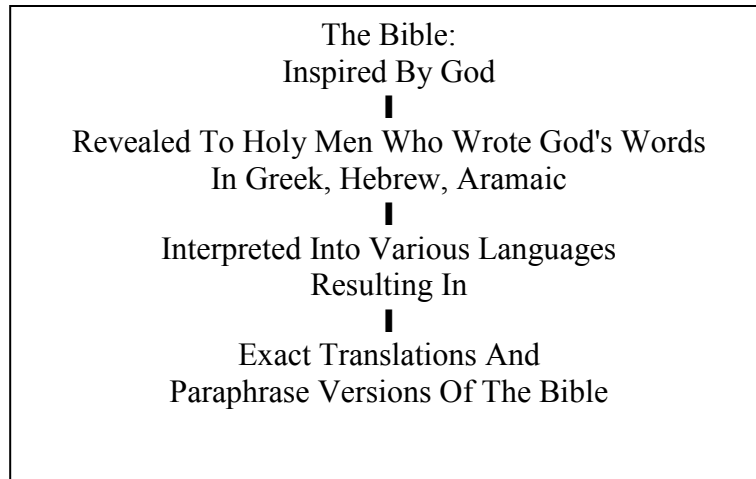 The Bible:
Inspired By God
Revealed To Holy Men Who Wrote God's Words
In Greek, Hebrew, Aramaic
Interpreted Into Various Languages
Resulting In
Exact Translations And
Paraphrase Versions Of The Bible